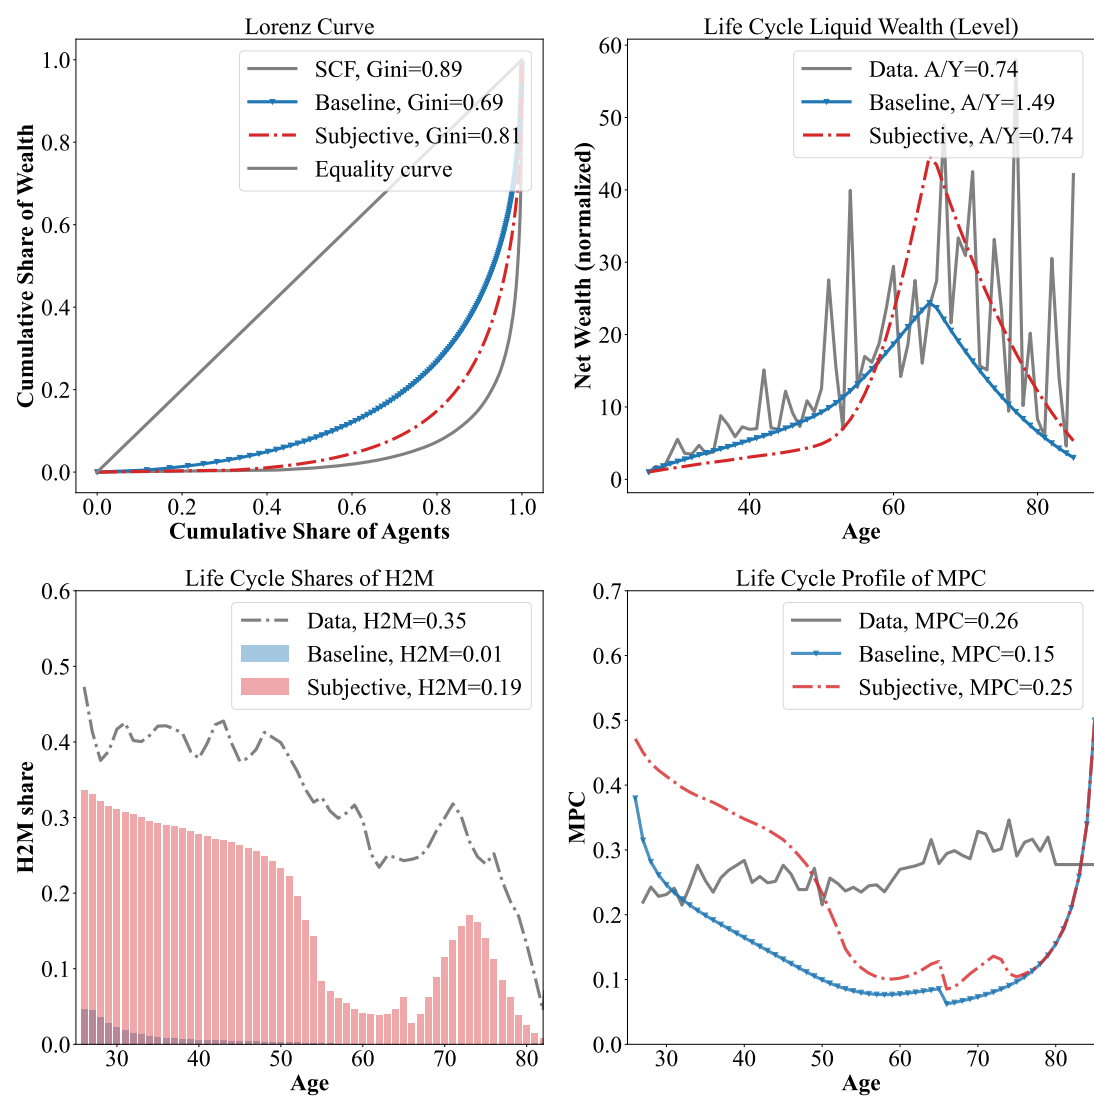 Lorenz Curve
1.0
0.8
0.6
0.4
0.2
0.0
Cumulative Share of Wealth
SCF, Gini=0.89
Baseline, Gini=0.69
Subjective, Gini=0.81
Equality curve
0.0 0.2 0.4 0.6 0.8 1.0
Cumulative Share of Agents
Life Cycle Liquid Wealth (Level)
60
50
40
30
20
10
0
Net Wealth (normalized)
Data. A/Y=0.74
Baseline, A/Y=1.49
Subjective, A/Y=0.74
40 60 80
Age
Life Cycle Shares of H2M
0.6
0.5
0.4
0.3
0.2
0.1
0.0
H2M share
Data, H2M=0.35
Baseline, H2M=0.01
Subjective, H2M=0.19
30 40 50 60 70 80
Age
Life Cycle Profile of MPC
0.7
0.6
0.5
0.4
0.3
0.2
0.1
0.0
MPC
Data, MPC=0.26
Baseline, MPC=0.15
Subjective, MPC=0.25
30 40 50 60 70 80
Age